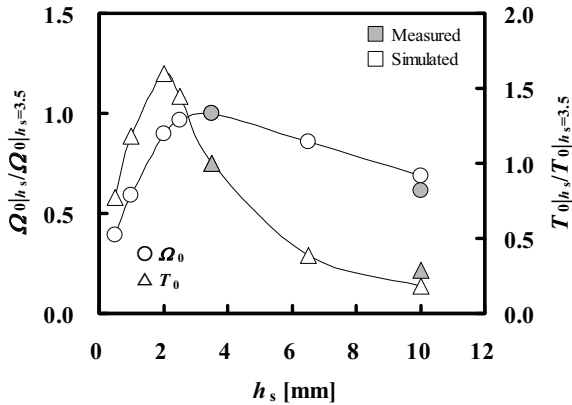 1.5
1.0
0.5
0.0
2.0
1.5
1.0
0.5
0.0
0 2 4 6 8 10 12
Measured
Simulated
Ω₀
T₀
Ω₀|hₛ/Ω₀|hₛ=3.5
T₀|hₛ/T₀|hₛ=3.5
hₛ [mm]